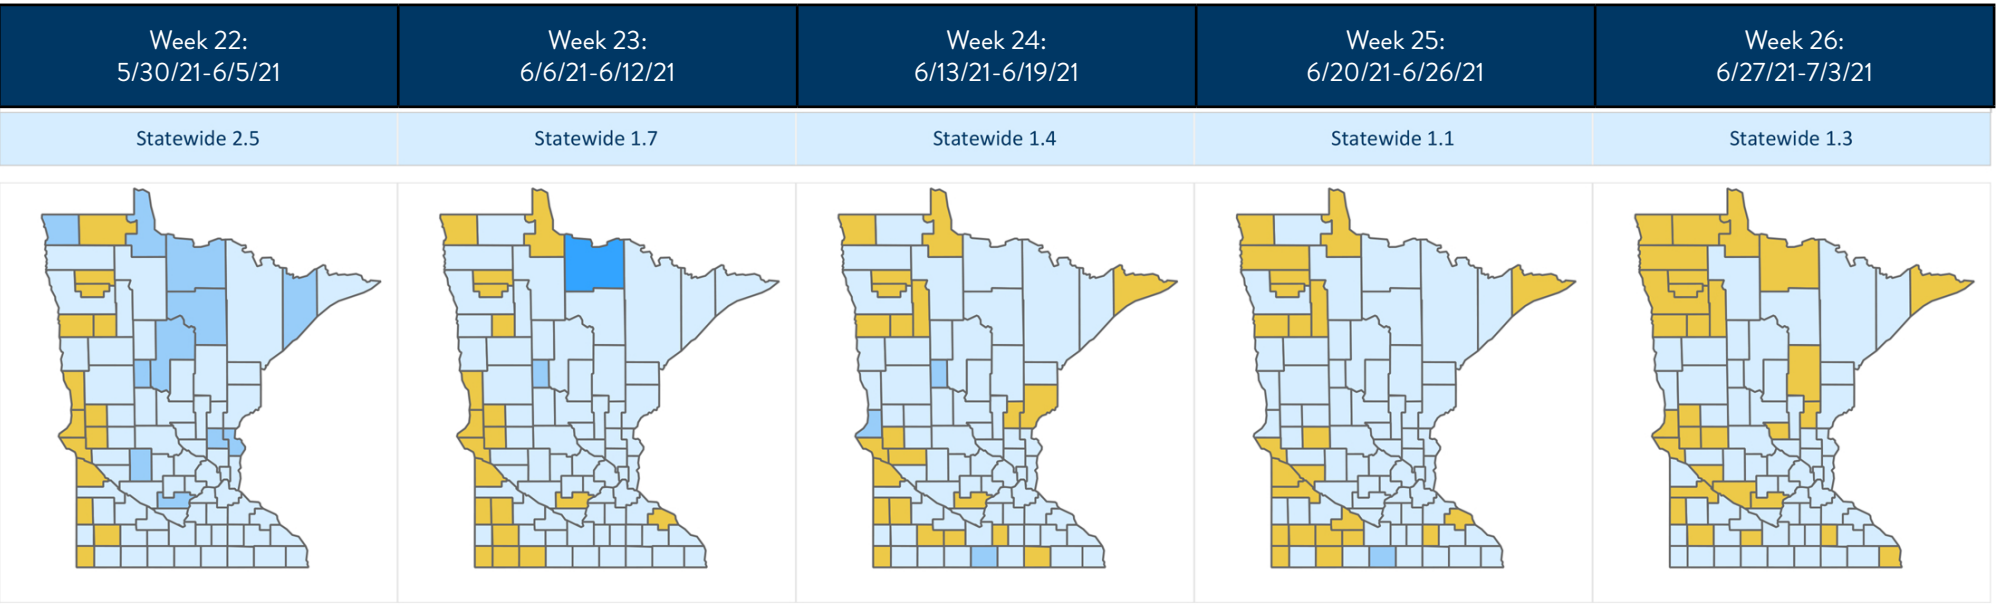 Week 22:
5/30/21-6/5/21
Week 23:
6/6/21-6/12/21
Week 24:
6/13/21-6/19/21
Week 25:
6/20/21-6/26/21
Week 26:
6/27/21-7/3/21
Statewide 2.5
Statewide 1.7
Statewide 1.4
Statewide 1.1
Statewide 1.3